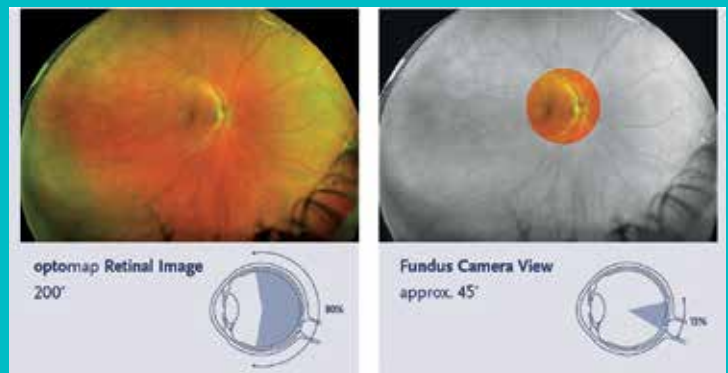 optomap Retinal Image
200°
80%
Fundus Camera View
approx. 45°
15%